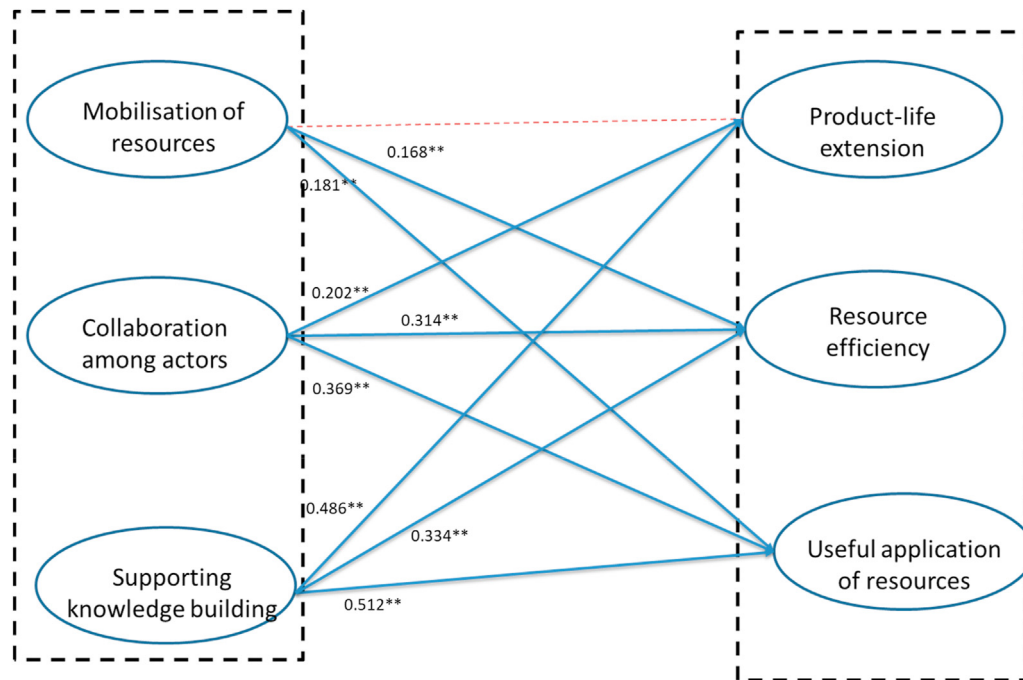 Mobilisation of
resources
Product-life
extension
0.168**
0.181**
0.202**
Collaboration
among actors
0.314**
Resource
efficiency
0.369**
0.486**
0.334**
Supporting
knowledge building
0.512**
Useful application
of resources